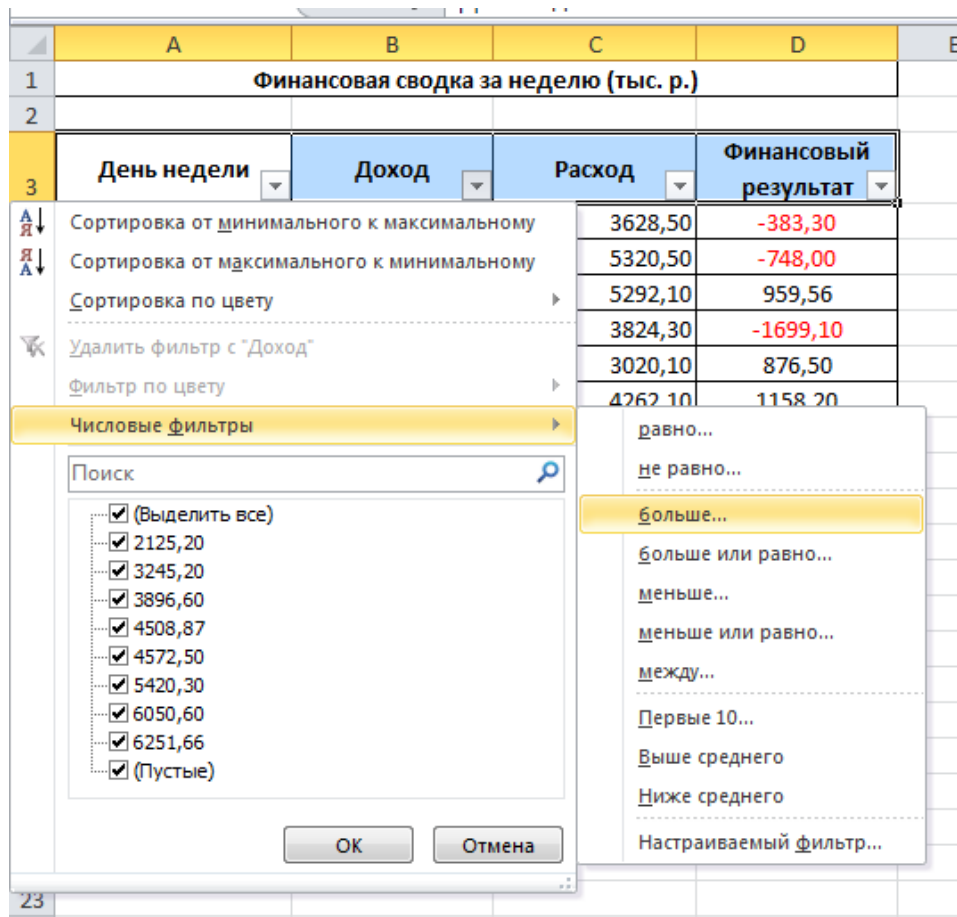 A B C D E
1 Финансовая сводка за неделю (тыс. р.)
2
3 День недели Доход Расход Финансовый результат
Сортировка от минимального к максимальному
Сортировка от максимального к минимальному
Сортировка по цвету
Удалить фильтр с "Доход"
Фильтр по цвету
Числовые фильтры
Поиск
(Выделить все)
2125,20
3245,20
3896,60
4508,87
4572,50
5420,30
6050,60
6251,66
(Пустые)
ОК Отмена
3628,50 -383,30
5320,50 -748,00
5292,10 959,56
3824,30 -1699,10
3020,10 876,50
4262,10 1158,20
равно...
не равно...
больше...
больше или равно...
меньше...
меньше или равно...
между...
Первые 10...
Выше среднего
Ниже среднего
Настраиваемый фильтр...
23